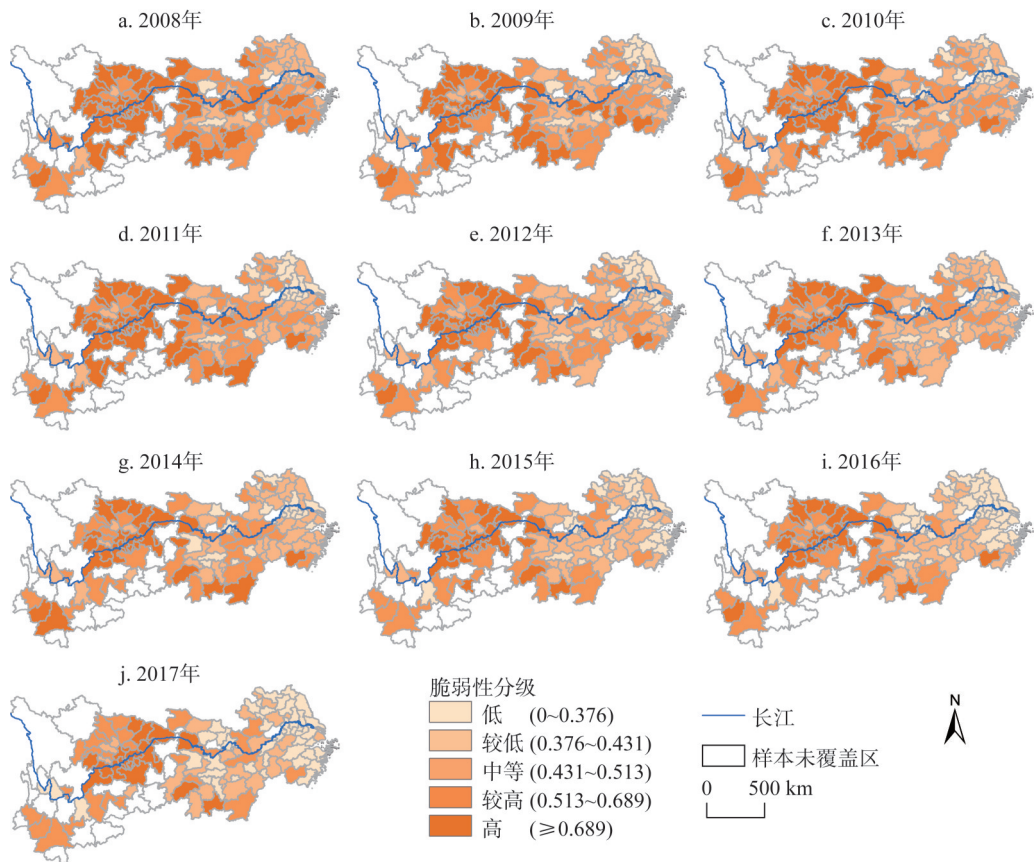 a. 2008年
b. 2009年
c. 2010年
d. 2011年
e. 2012年
f. 2013年
g. 2014年
h. 2015年
i. 2016年
j. 2017年
脆弱性分级
低 (0~0.376)
较低 (0.376~0.431)
中等 (0.431~0.513)
较高 (0.513~0.689)
高 (≥0.689)
长江
样本未覆盖区
0 500 km
N